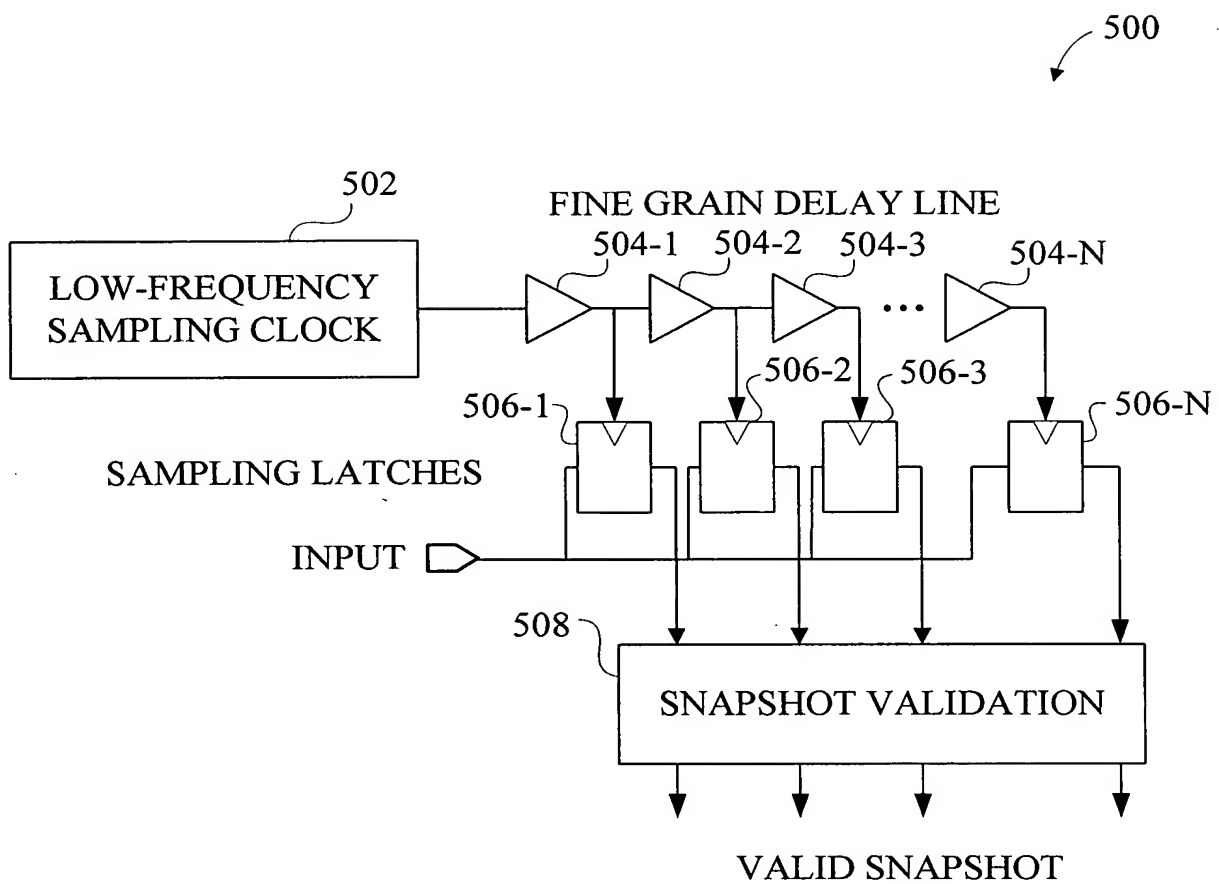 500
502
FINE GRAIN DELAY LINE
504-1
504-2
504-3
504-N
LOW-FREQUENCY
SAMPLING CLOCK
...
506-1
506-2
506-3
506-N
SAMPLING LATCHES
INPUT
508
SNAPSHOT VALIDATION
VALID SNAPSHOT